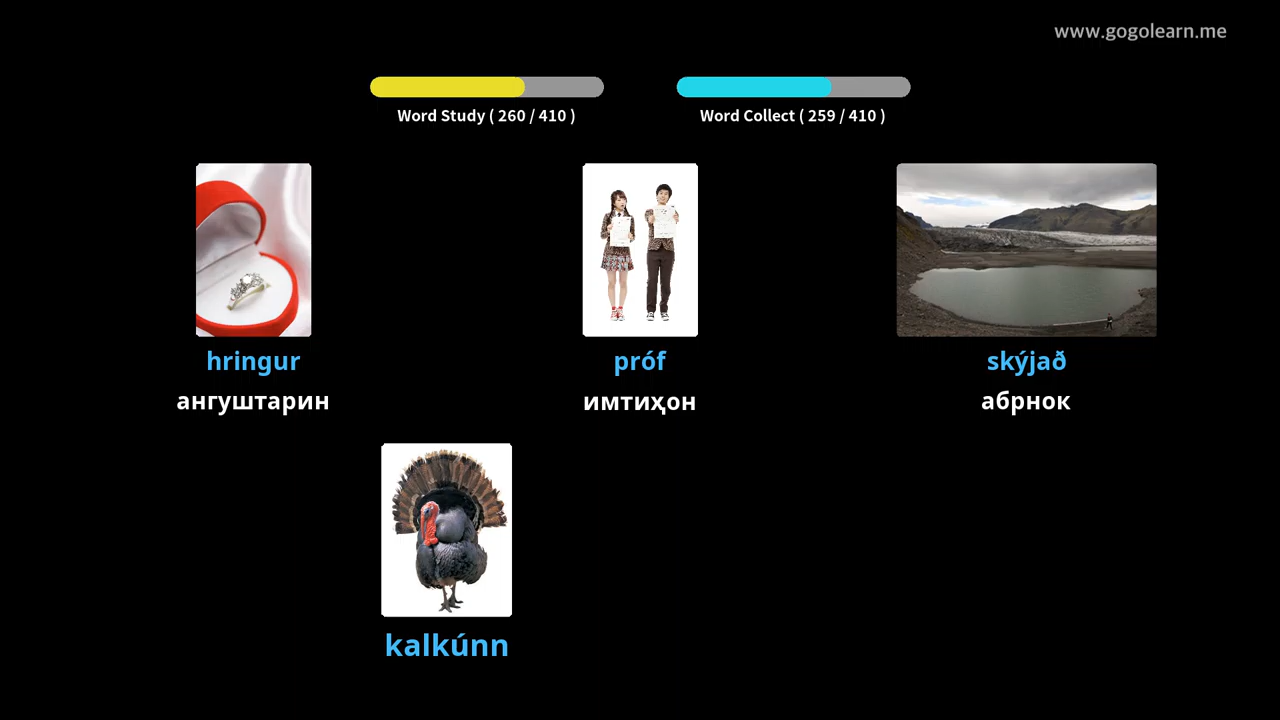 www.gogolearn.me
Word Study ( 260 / 410 )
Word Collect ( 259 / 410 )
hringur
ангуштарин
próf
имтиҳон
skýjað
абрнок
kalkúnn